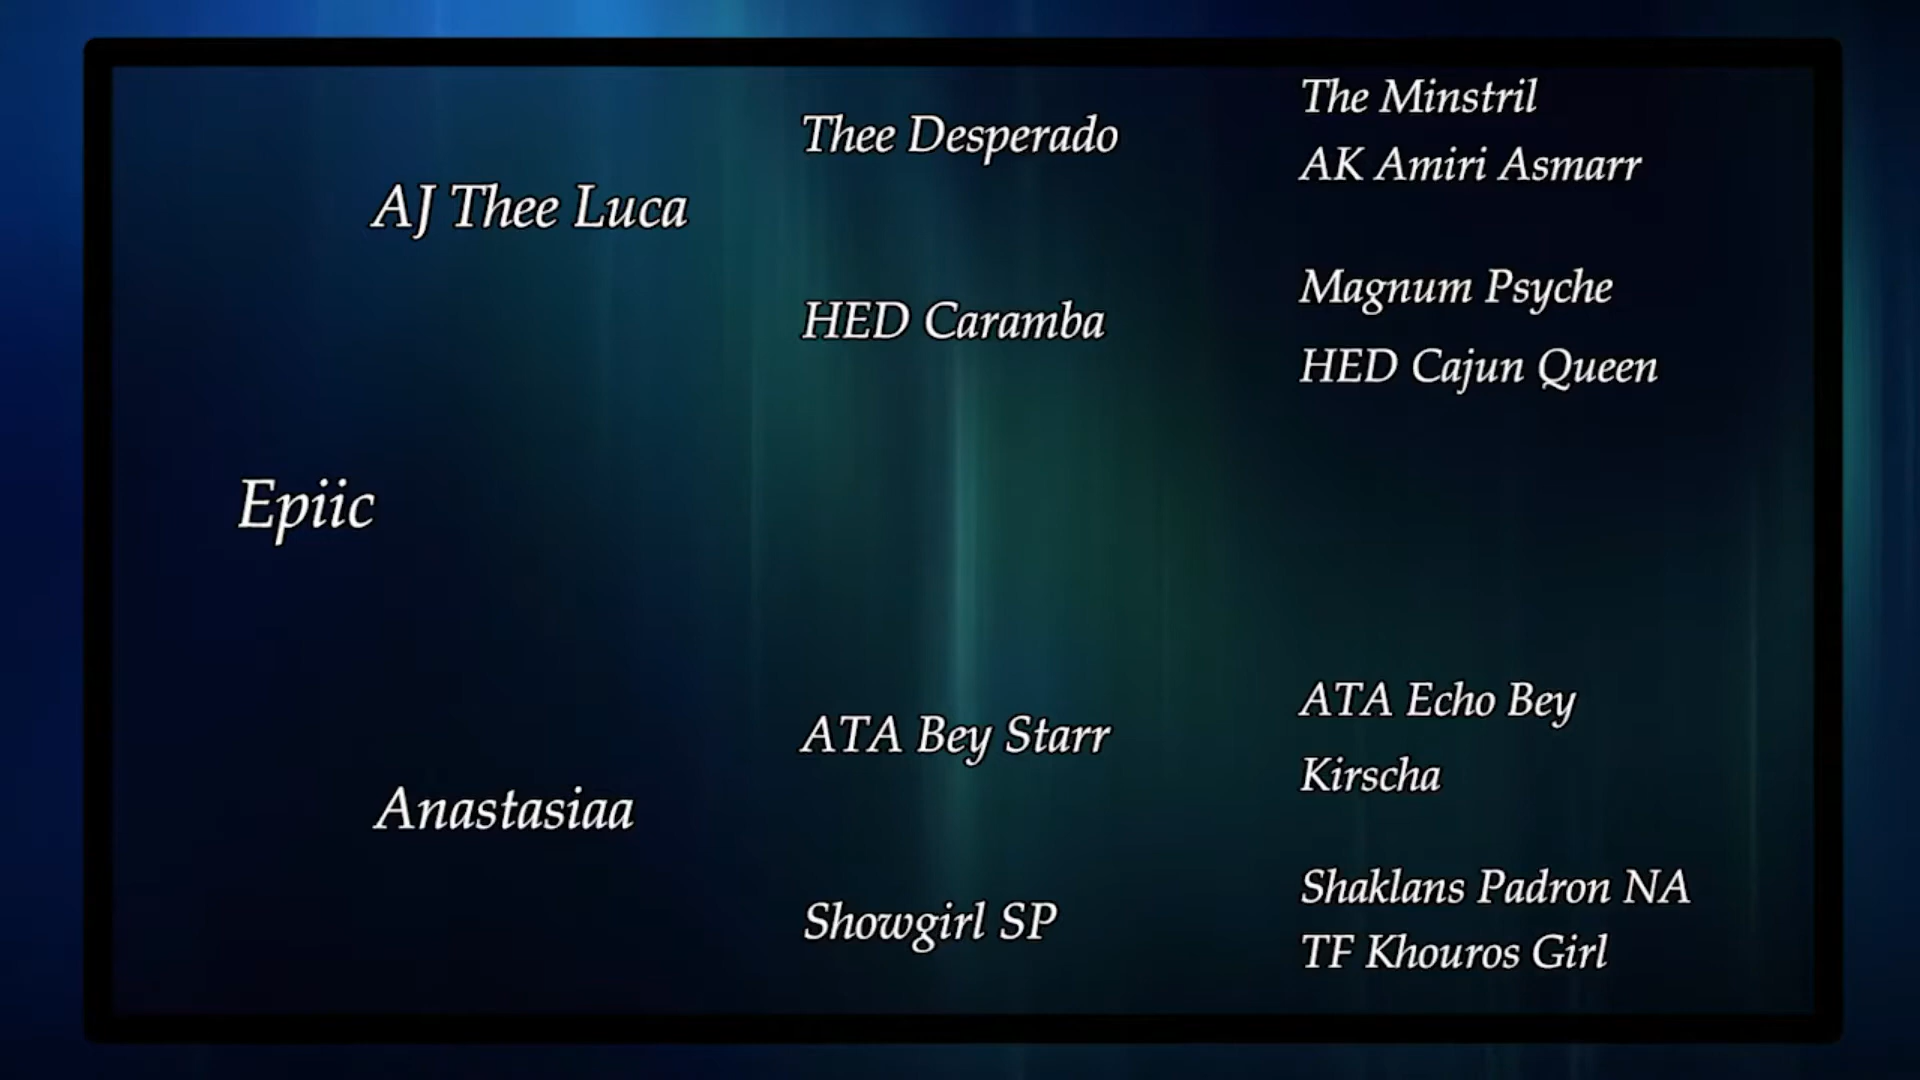 The Minstril
Thee Desperado
AK Amiri Asmarr
AJ Thee Luca
Magnum Psyche
HED Caramba
HED Cajun Queen
Epiic
ATA Echo Bey
ATA Bey Starr
Kirscha
Anastasiaa
Shaklans Padron NA
Showgirl SP
TF Khouros Girl